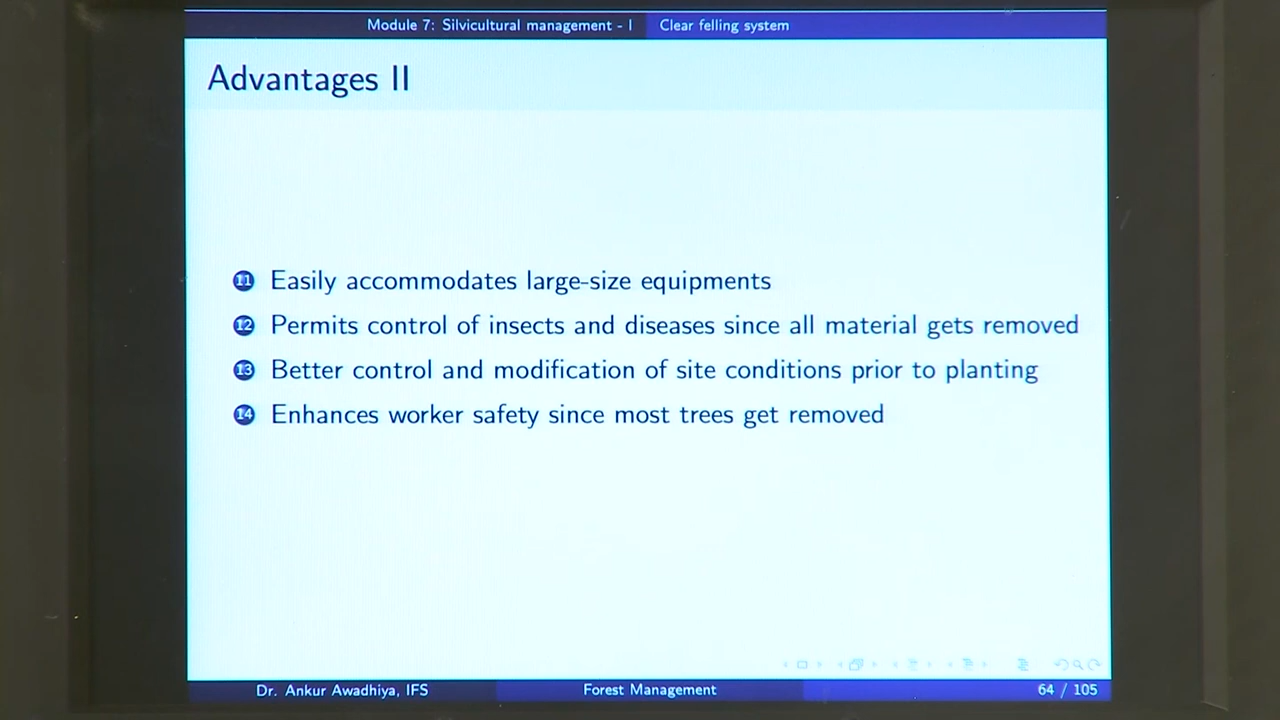 Module 7: Silvicultural management - I Clear felling system
Advantages II
11 Easily accommodates large-size equipments
12 Permits control of insects and diseases since all material gets removed
13 Better control and modification of site conditions prior to planting
14 Enhances worker safety since most trees get removed
Dr. Ankur Awadhiya, IFS Forest Management 64 / 105